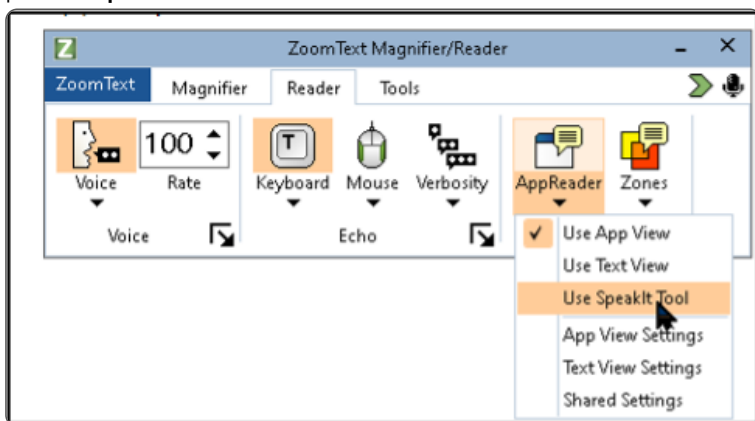 Z ZoomText Magnifier/Reader
ZoomText Magnifier Reader Tools
100
T
Voice Rate Keyboard Mouse Verbosity AppReader Zones
Voice Echo
Use App View
Use Text View
Use SpeakIt Tool
App View Settings
Text View Settings
Shared Settings